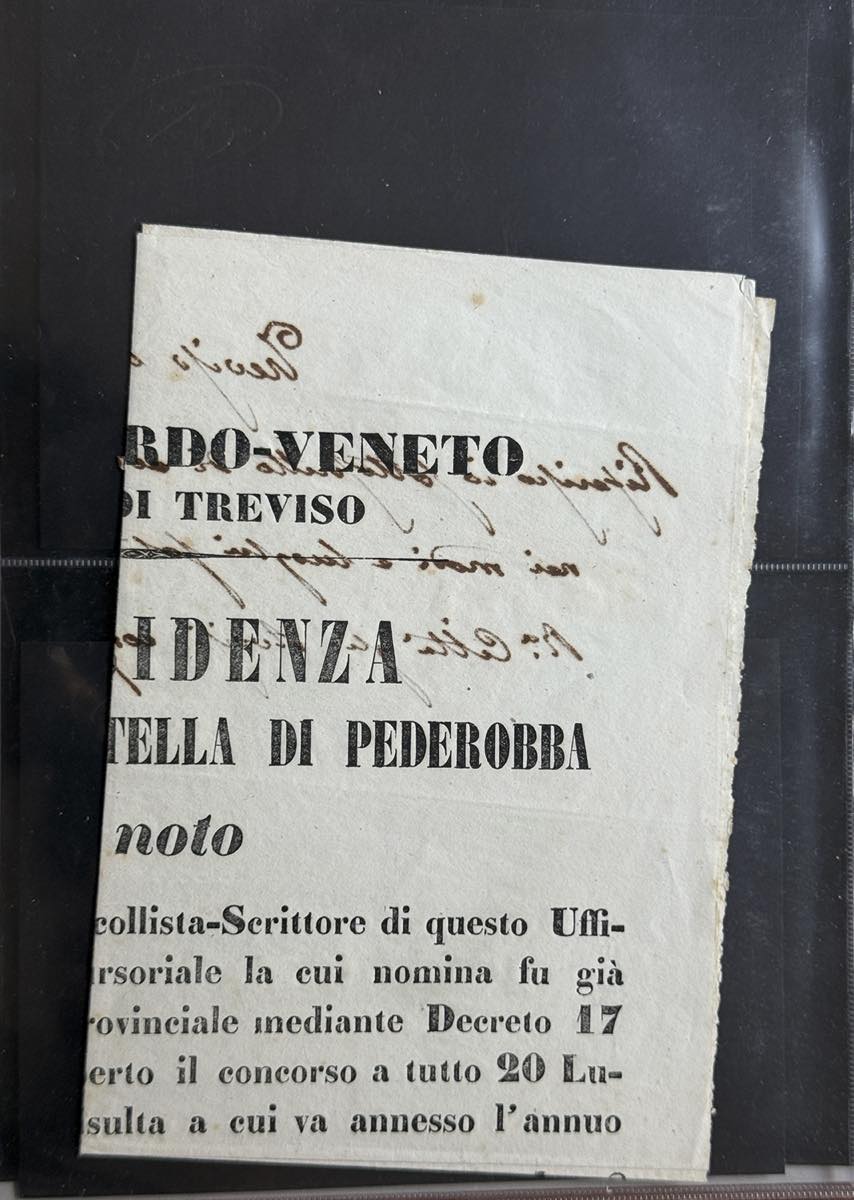 Treviso
RDO-VENETO
DI TREVISO
IDENZA
TELLA DI PEDEROBBA
noto
collista-Scrittore di questo Uffi-
rsoriale la cui nomina fu già
rovinciale mediante Decreto 17
erto il concorso a tutto 20 Lu-
sulta a cui va annesso l'annuo